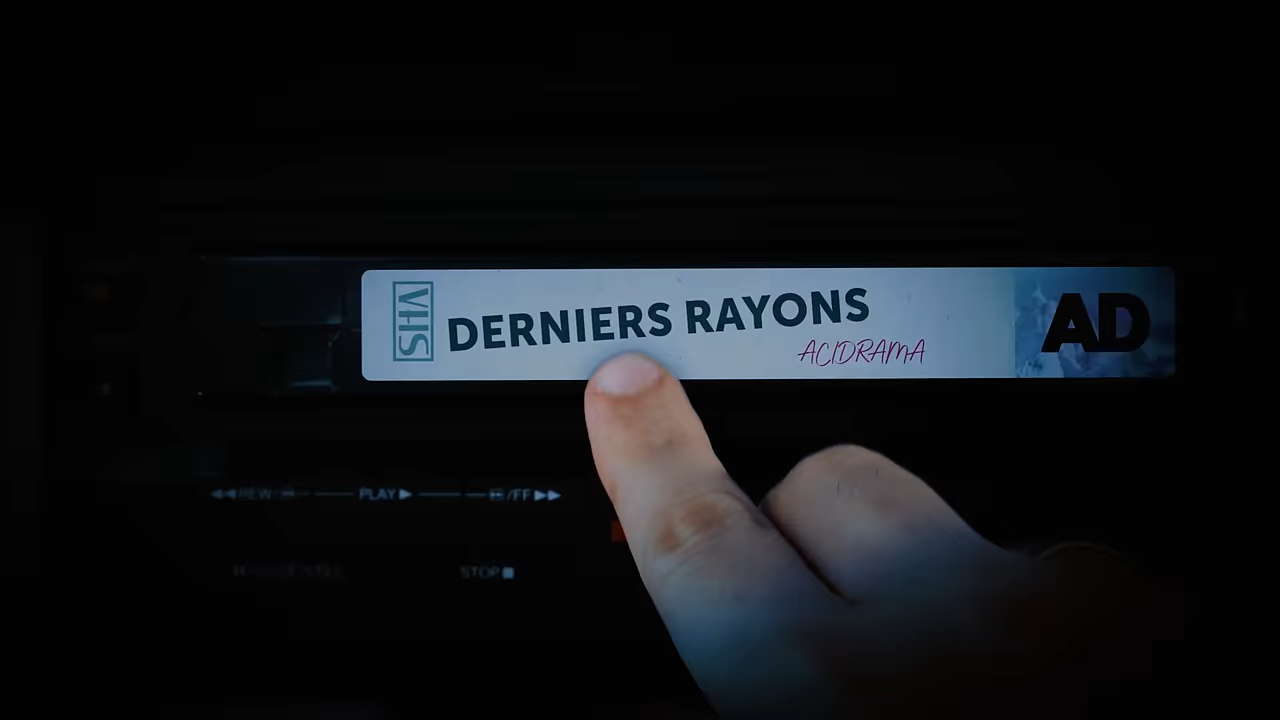 VHS
DERNIERS RAYONS
ACIDRAMA
AD
REW
PLAY
/FF
STOP